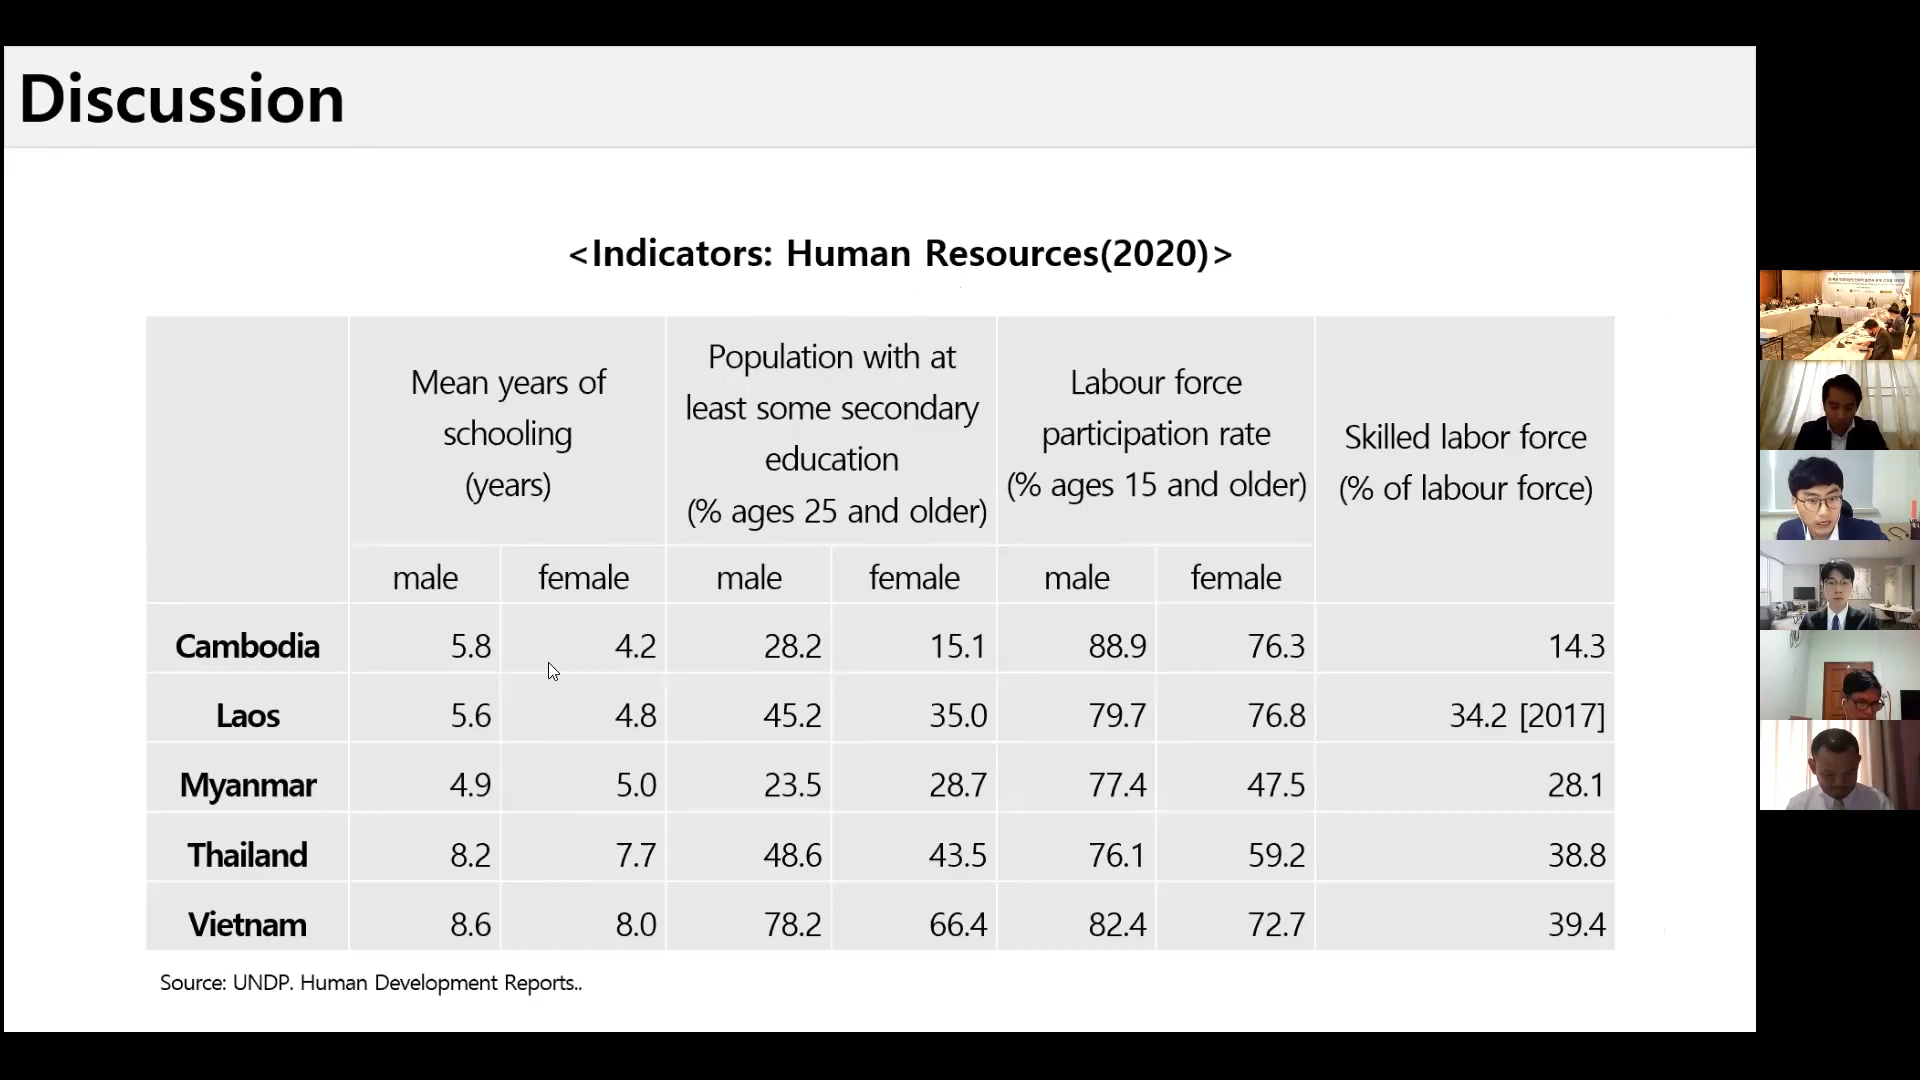 Discussion
<Indicators: Human Resources(2020)>
Mean years of
schooling
(years)
Population with at
least some secondary
education
(% ages 25 and older)
Labour force
participation rate
(% ages 15 and older)
Skilled labor force
(% of labour force)
male female male female male female
Cambodia 5.8 4.2 28.2 15.1 88.9 76.3 14.3
Laos 5.6 4.8 45.2 35.0 79.7 76.8 34.2 [2017]
Myanmar 4.9 5.0 23.5 28.7 77.4 47.5 28.1
Thailand 8.2 7.7 48.6 43.5 76.1 59.2 38.8
Vietnam 8.6 8.0 78.2 66.4 82.4 72.7 39.4
Source: UNDP. Human Development Reports..